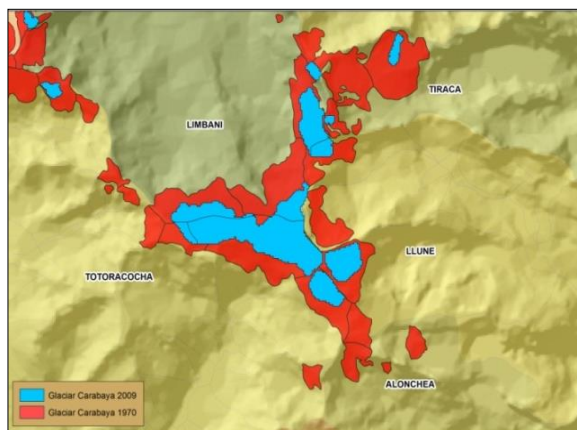 TIRACA
LIMBANI
LLUNE
TOTORACOCHA
ALONCHEA
Glaciar Carabaya 2009
Glaciar Carabaya 1970